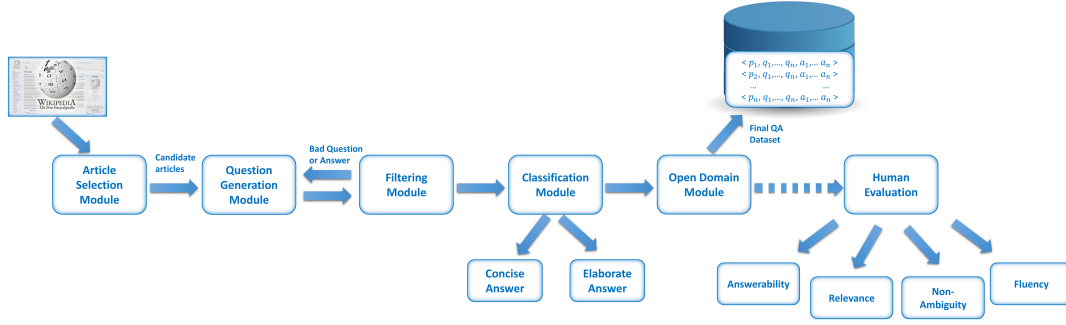 < p₁, q₁,..., qₙ, a₁,... aₙ >
< p₂, q₁,..., qₙ, a₁,... aₙ >
... ...
< pₙ, q₁,..., qₙ, a₁,... aₙ >
WIKIPEDIA
The Free Encyclopedia
Final QA
Dataset
Candidate
articles
Bad Question
or Answer
Article
Selection
Module
Question
Generation
Module
Filtering
Module
Classification
Module
Open Domain
Module
Human
Evaluation
Concise
Answer
Elaborate
Answer
Answerability
Relevance
Non-
Ambiguity
Fluency